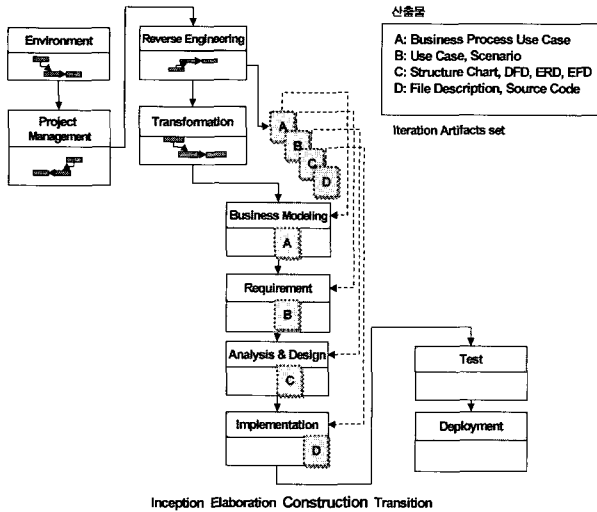 산출물
A: Business Process Use Case
B: Use Case, Scenario
C: Structure Chart, DFD, ERD, EFD
D: File Description, Source Code
Iteration Artifacts set
Environment
Project
Management
Reverse Engineering
Transformation
A
B
C
D
Business Modeling
A
Requirement
B
Analysis & Design
C
Implementation
D
Test
Deployment
Inception Elaboration Construction Transition